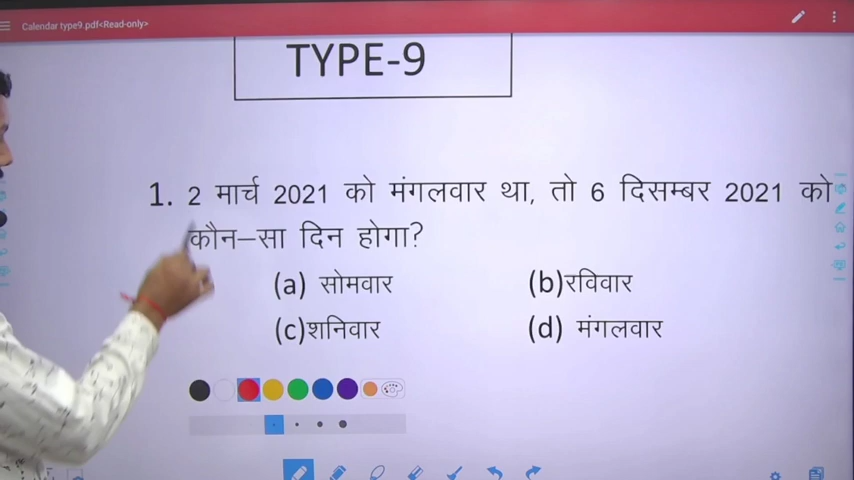 Calendar type9.pdf<Read-only>
TYPE-9
1. 2 मार्च 2021 को मंगलवार था, तो 6 दिसम्बर 2021 को
कौन–सा दिन होगा?
(a) सोमवार (b)रविवार
(c)शनिवार (d) मंगलवार